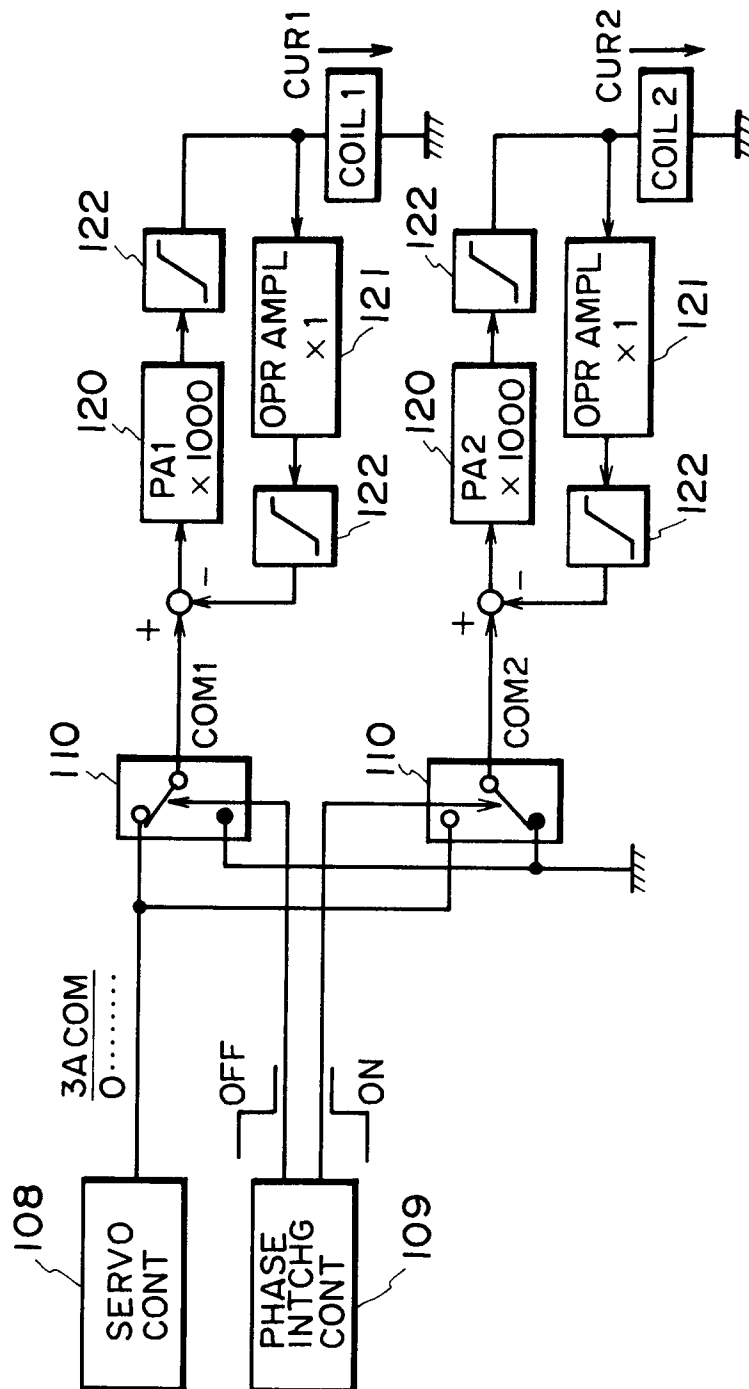 108
SERVO
CONT
3A COM
0·········
110
COM1
+
-
120
PA1
× 1000
122
OPR AMPL
× 1
121
122
COIL 1
CUR1
PHASE
INTCHG
CONT
109
OFF
ON
110
COM2
+
-
120
PA2
× 1000
122
OPR AMPL
× 1
121
122
COIL 2
CUR2